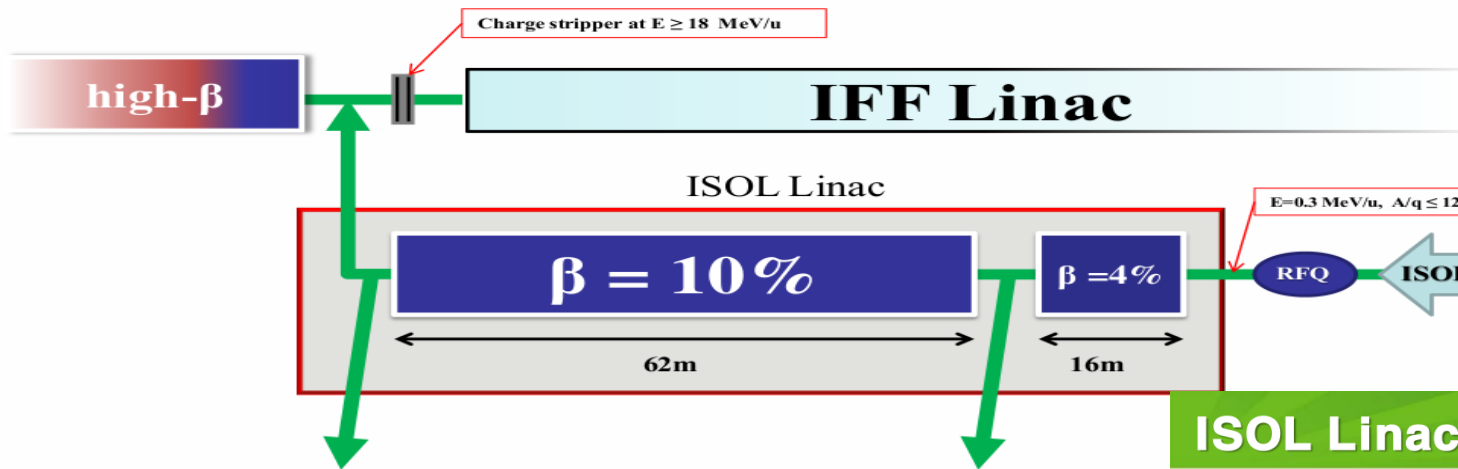 Charge stripper at E ≥ 18 MeV/u
high-β
IFF Linac
ISOL Linac
E=0.3 MeV/u, A/q ≤ 12
β = 10%
β =4%
RFQ
ISOL
62m
16m
ISOL Linac